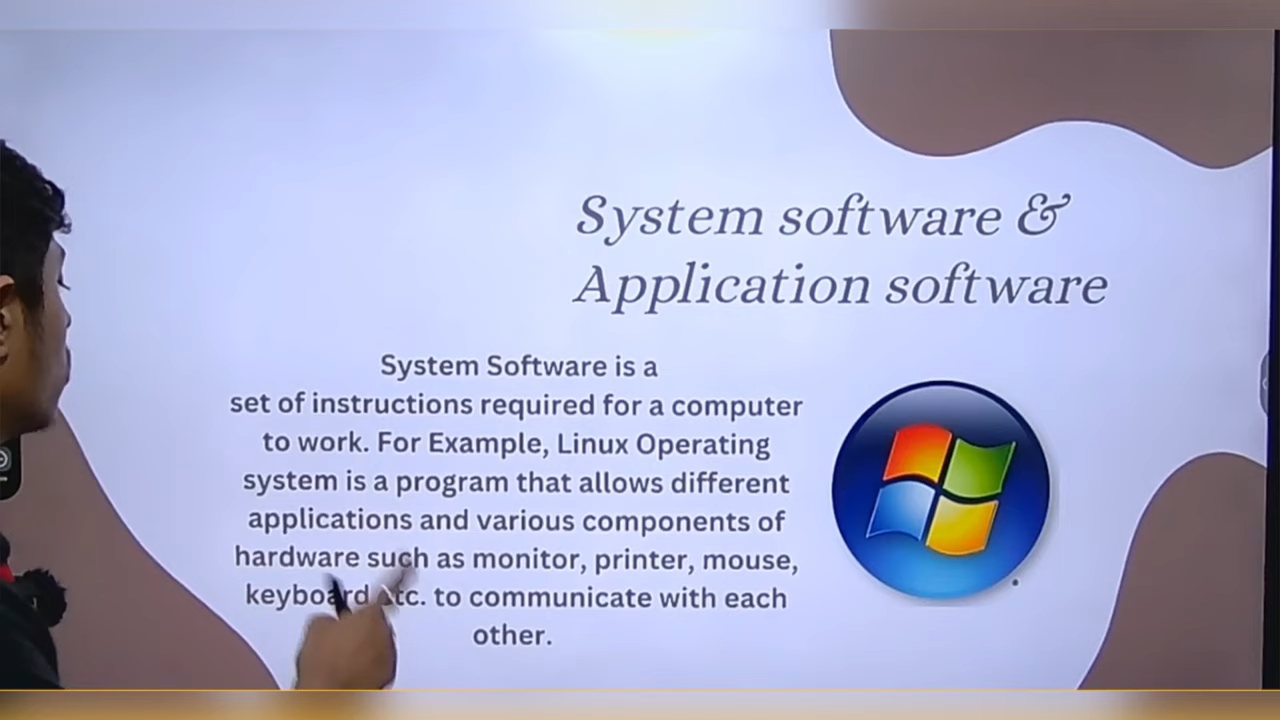 System software &
Application software
System Software is a
set of instructions required for a computer
to work. For Example, Linux Operating
system is a program that allows different
applications and various components of
hardware such as monitor, printer, mouse,
keyboard etc. to communicate with each
other.